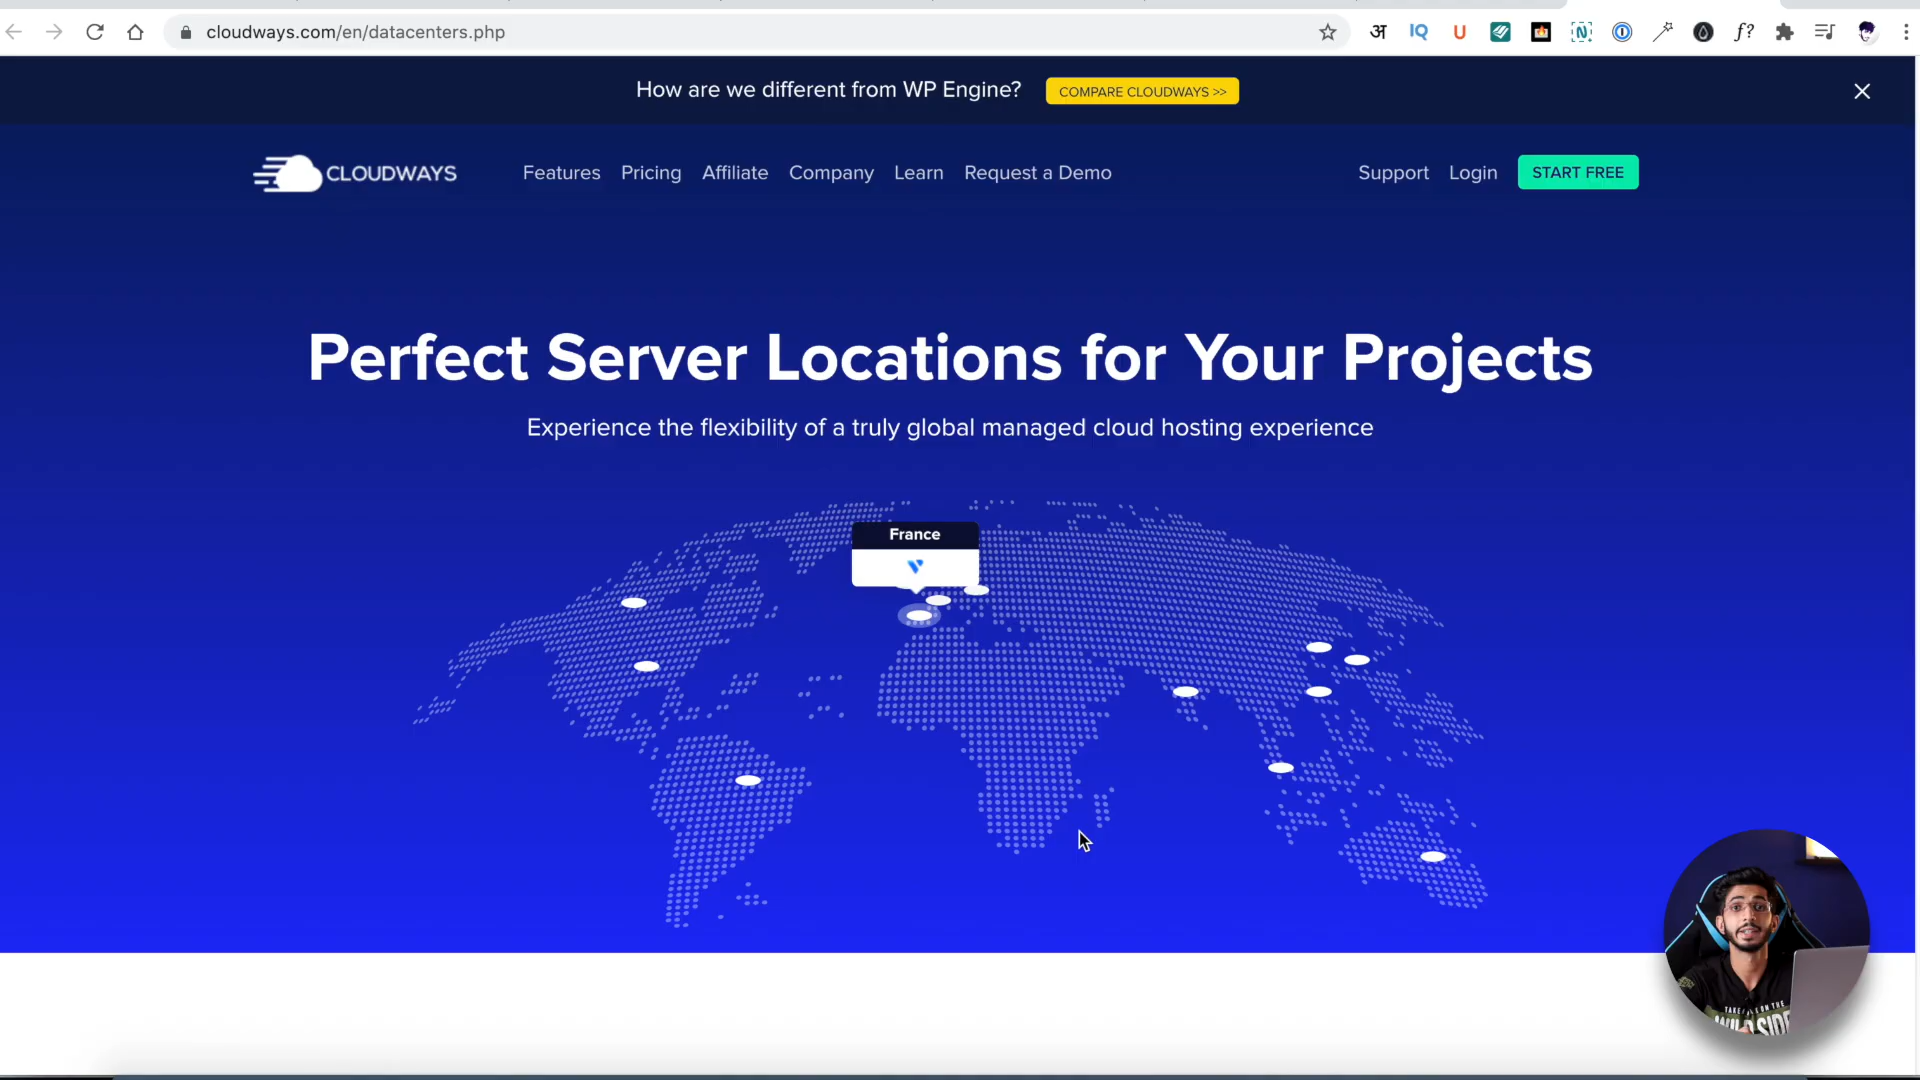 cloudways.com/en/datacenters.php
अ IQ U N f?
How are we different from WP Engine? COMPARE CLOUDWAYS >>
CLOUDWAYS Features Pricing Affiliate Company Learn Request a Demo Support Login START FREE
Perfect Server Locations for Your Projects
Experience the flexibility of a truly global managed cloud hosting experience
France